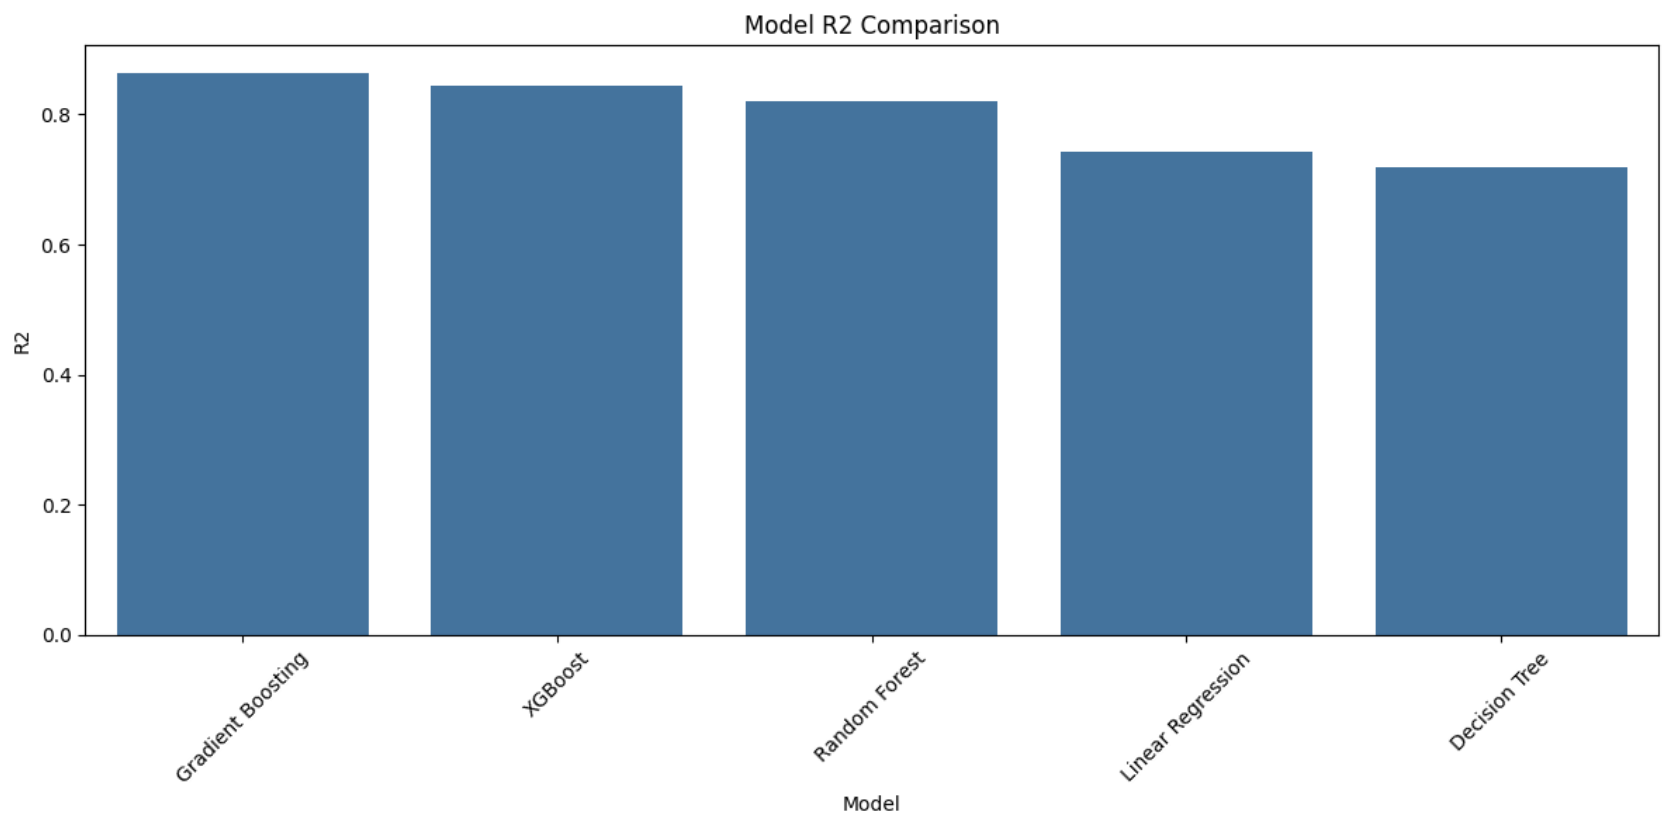 Model R2 Comparison
R2
0.8
0.6
0.4
0.2
0.0
Gradient Boosting
XGBoost
Random Forest
Linear Regression
Decision Tree
Model